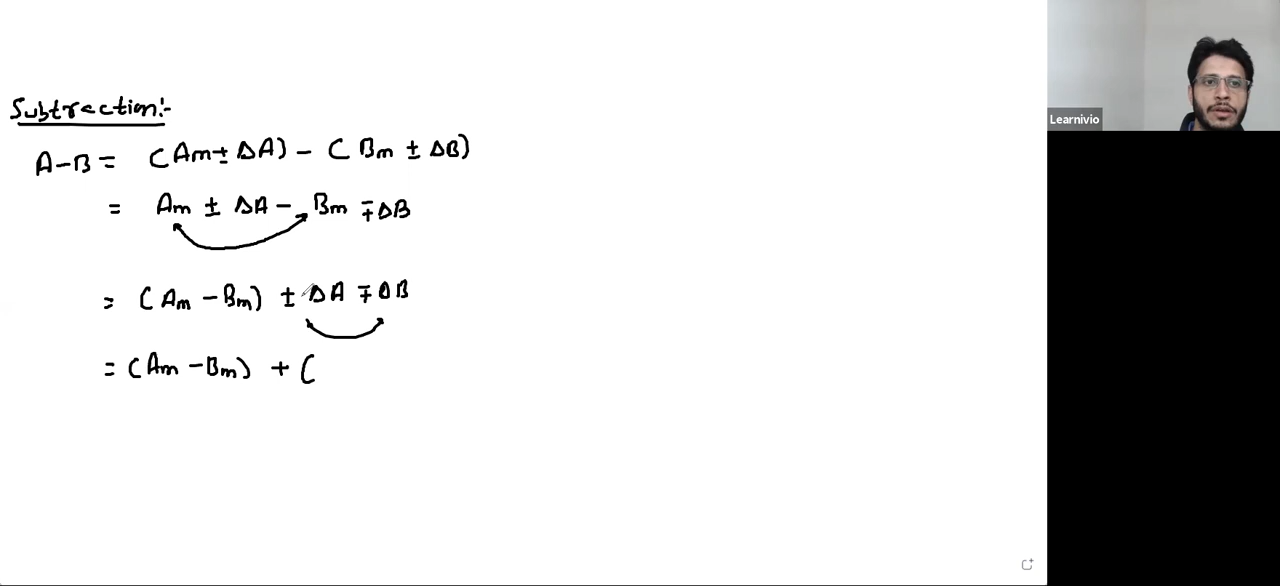 Subtraction:-
A-B = (Am ± ΔA) - (Bm ± ΔB)
= Am ± ΔA - Bm ∓ ΔB
= (Am - Bm) ± ΔA ∓ ΔB
= (Am - Bm) + (
Learnivio